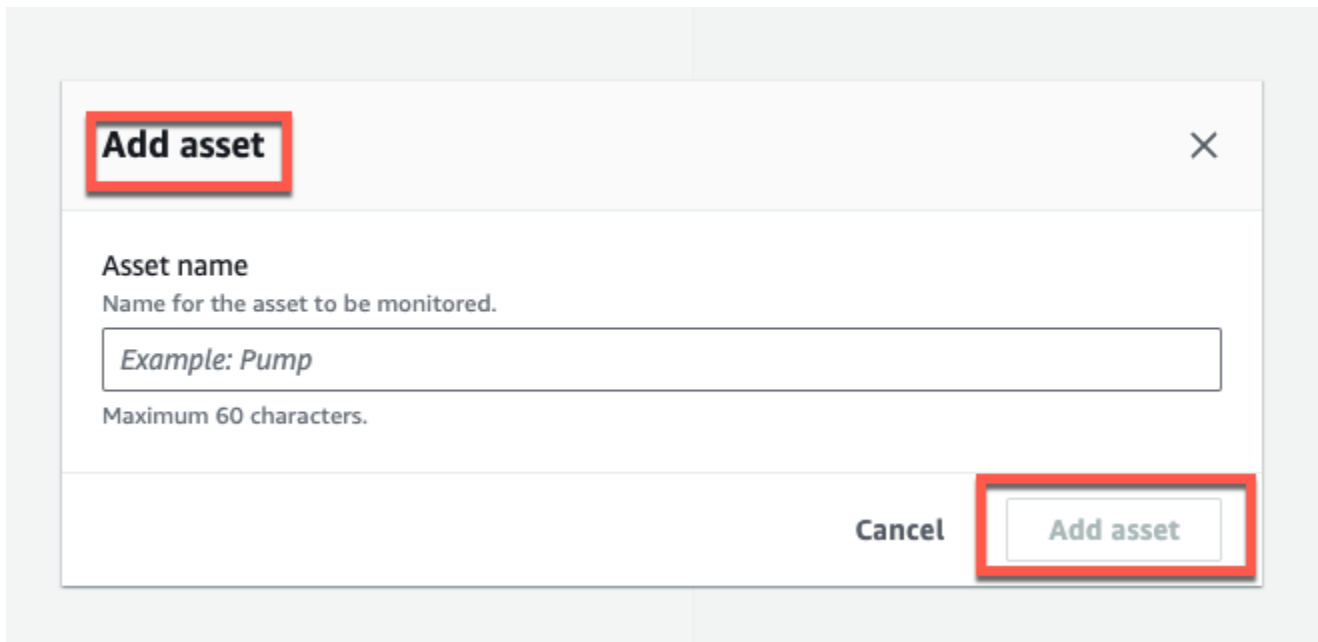 Add asset
Asset name
Name for the asset to be monitored.
Example: Pump
Maximum 60 characters.
Cancel
Add asset